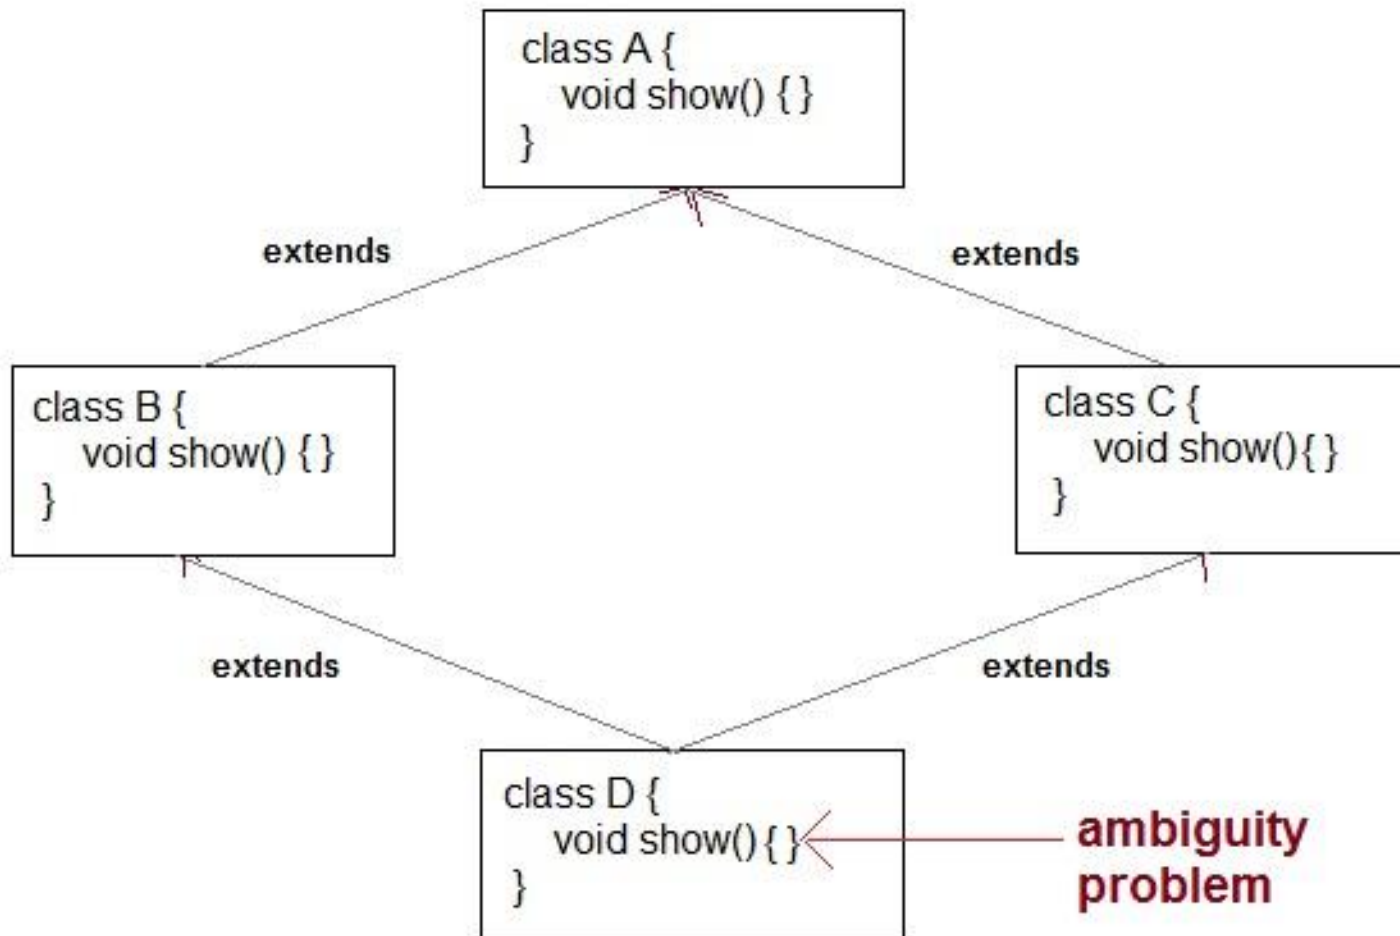 class A {
void show() { }
}
extends
extends
class B {
void show() { }
}
class C {
void show(){ }
}
extends
extends
class D {
void show(){ }
}
ambiguity
problem